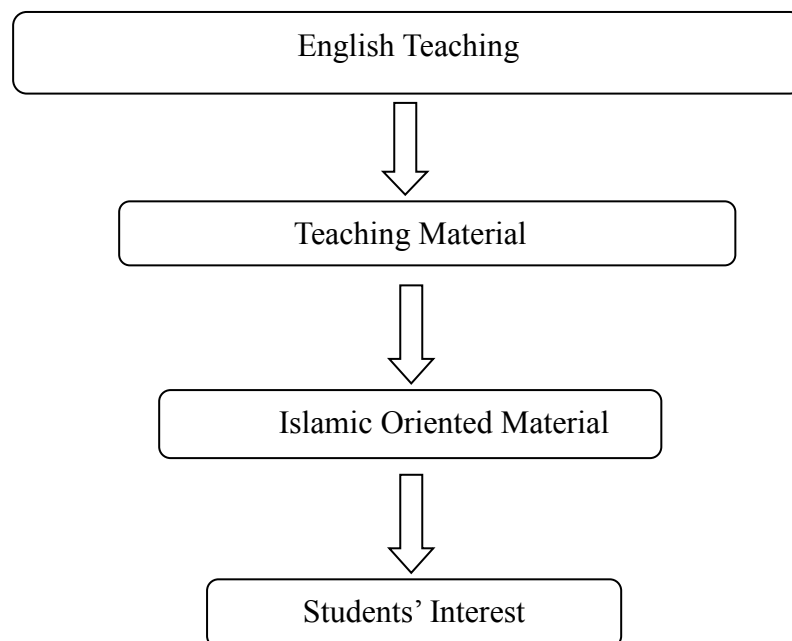 English Teaching
Teaching Material
Islamic Oriented Material
Students’ Interest